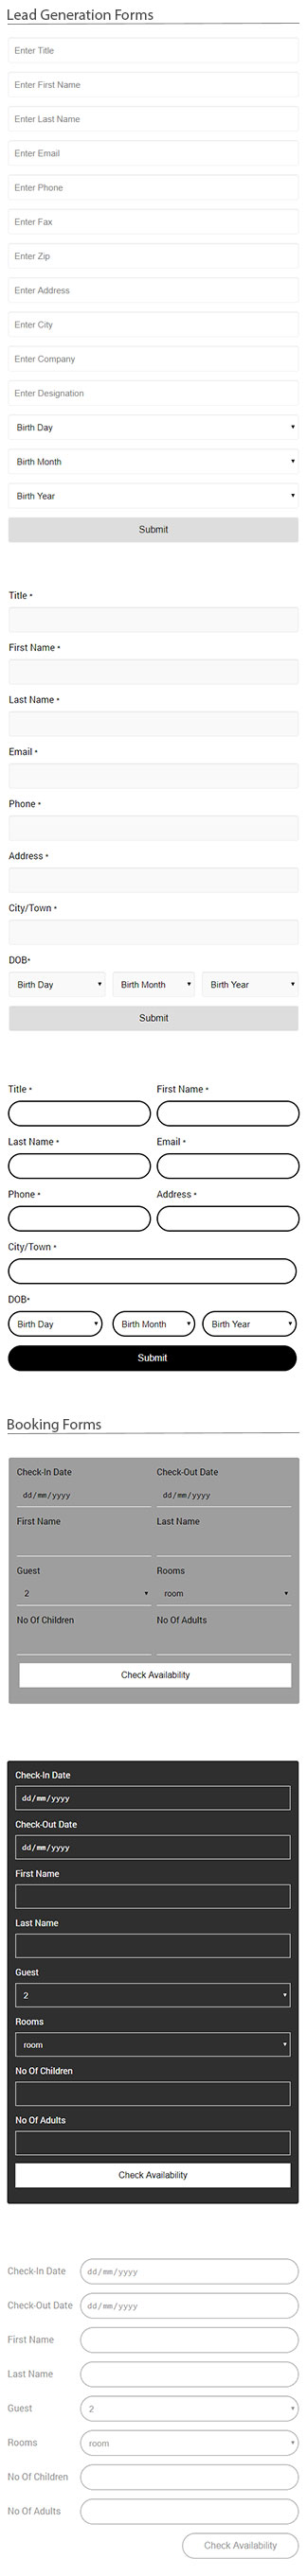 Lead Generation Forms
Enter Title
Enter First Name
Enter Last Name
Enter Email
Enter Phone
Enter Fax
Enter Zip
Enter Address
Enter City
Enter Company
Enter Designation
Birth Day
Birth Month
Birth Year
Submit
Title *
First Name *
Last Name *
Email *
Phone *
Address *
City/Town *
DOB*
Birth Day Birth Month Birth Year
Submit
Title * First Name *
Last Name * Email *
Phone * Address *
City/Town *
DOB*
Birth Day Birth Month Birth Year
Submit
Booking Forms
Check-In Date Check-Out Date
dd/mm/yyyy dd/mm/yyyy
First Name Last Name
Guest Rooms
2 room
No Of Children No Of Adults
Check Availability
Check-In Date
dd/mm/yyyy
Check-Out Date
dd/mm/yyyy
First Name
Last Name
Guest
2
Rooms
room
No Of Children
No Of Adults
Check Availability
Check-In Date dd/mm/yyyy
Check-Out Date dd/mm/yyyy
First Name
Last Name
Guest 2
Rooms room
No Of Children
No Of Adults
Check Availability